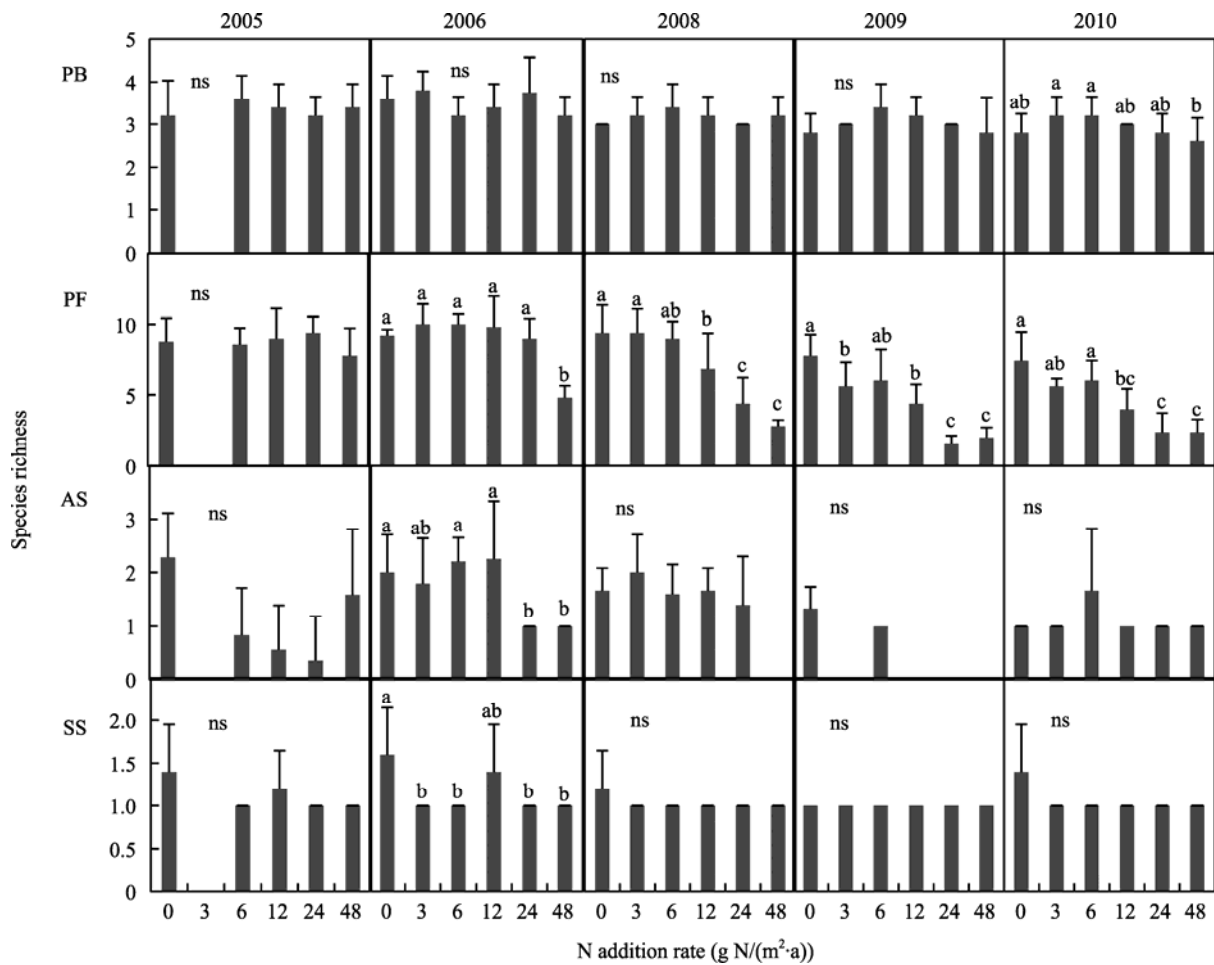 2005 2006 2008 2009 2010
PB
5
4
3
2
1
0
ns ns ns ns ab a a ab ab b
PF
10
5
0
ns a a a a a b a a ab b c c a b ab b c c a ab a bc c c
AS
3
2
1
0
ns a ab a a b b ns ns ns
SS
2.0
1.5
1.0
0.5
0
ns a b b ab b b ns ns ns
Species richness
0 3 6 12 24 48 0 3 6 12 24 48 0 3 6 12 24 48 0 3 6 12 24 48 0 3 6 12 24 48
N addition rate (g N/(m²·a))